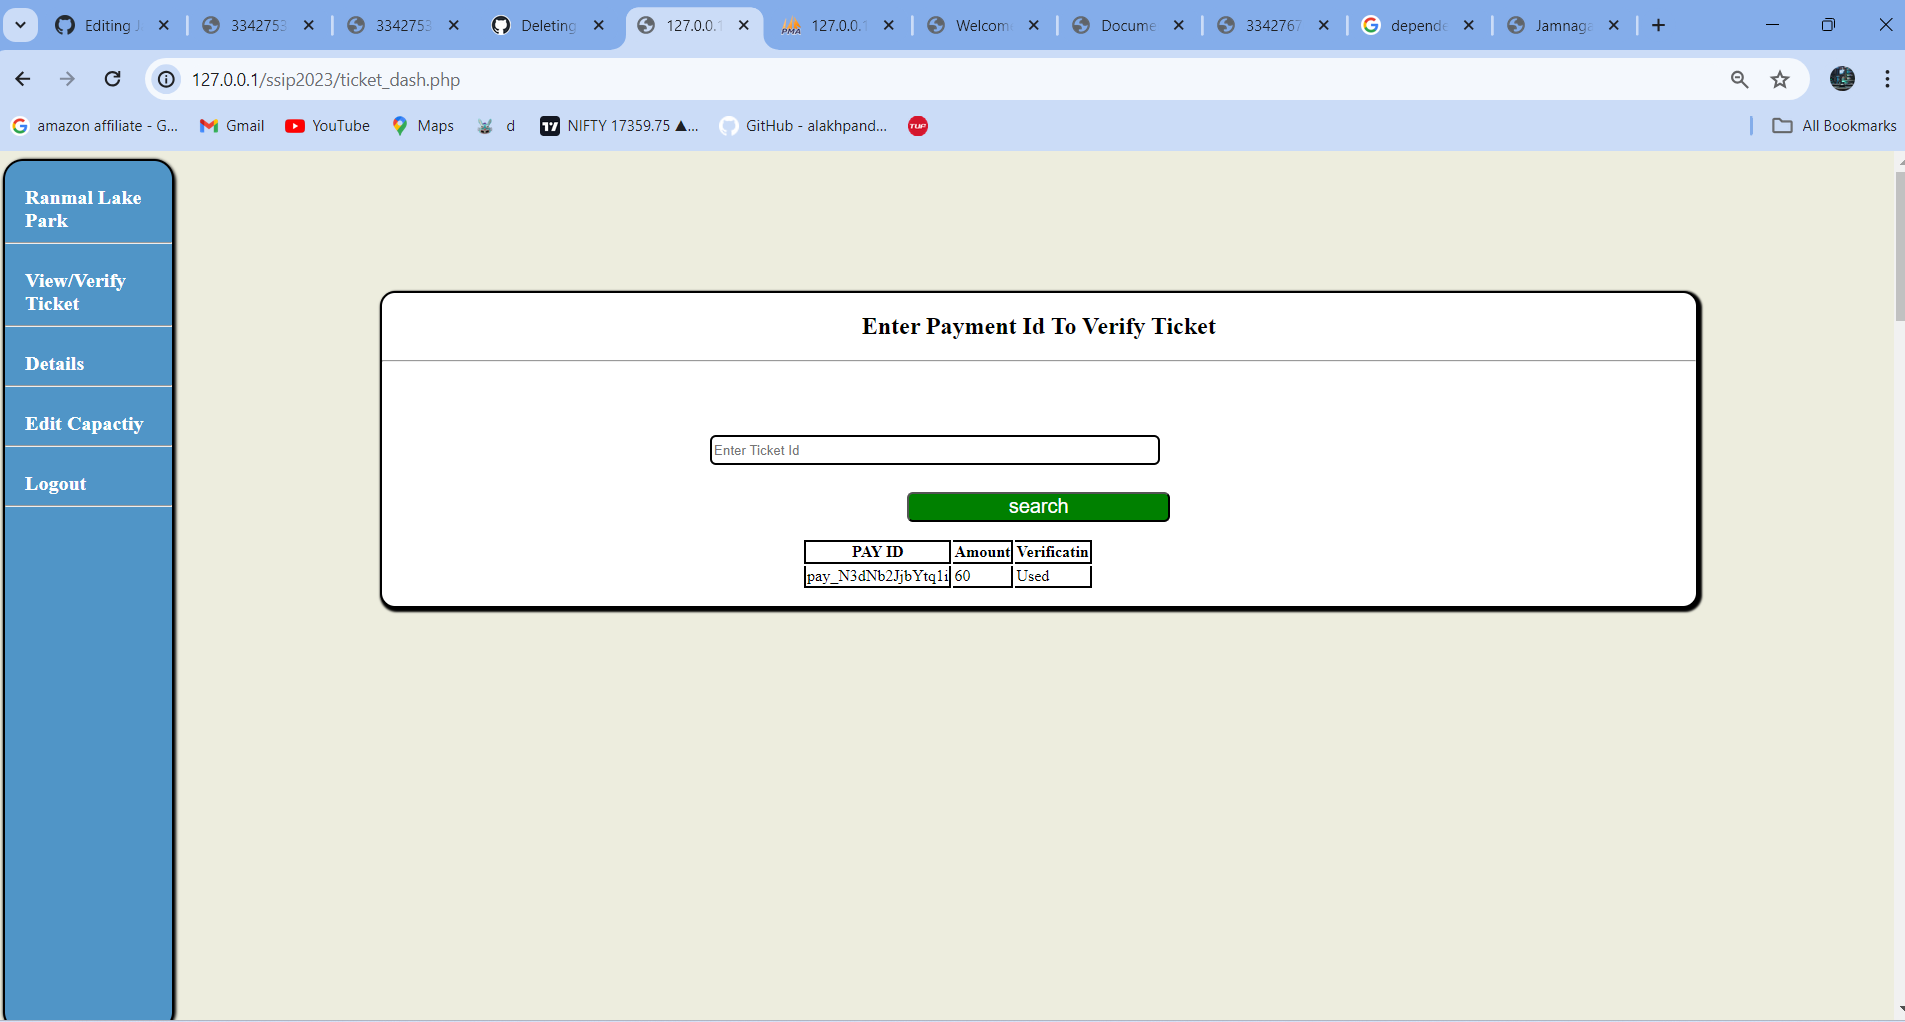 Editing J
3342753
3342753
Deleting
127.0.0.1
PMA
127.0.0.1
Welcom
Docume
3342767
depende
Jamnaga
127.0.0.1/ssip2023/ticket_dash.php
amazon affiliate - G...
Gmail
YouTube
Maps
d
NIFTY 17359.75 ▲...
GitHub - alakhpand...
TUF
All Bookmarks
Ranmal Lake
Park
View/Verify
Ticket
Details
Edit Capactiy
Logout
Enter Payment Id To Verify Ticket
Enter Ticket Id
search
PAY ID Amount Verificatin
pay_N3dNb2JjbYtq1i 60 Used